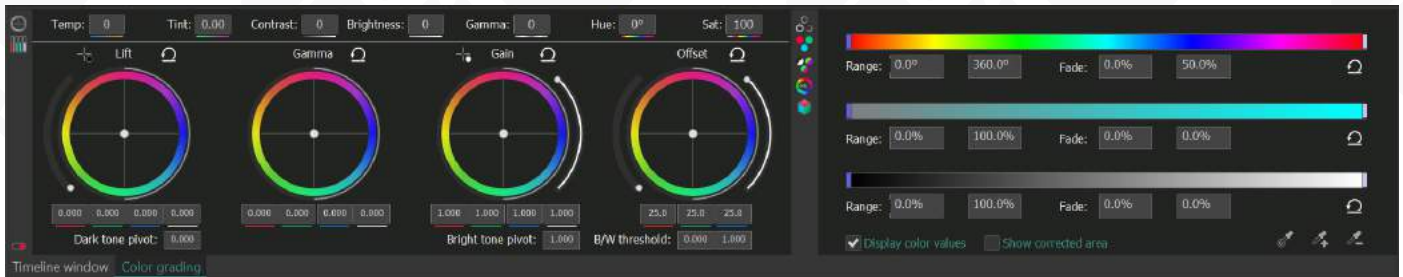 Temp: 0 Tint: 0.00 Contrast: 0 Brightness: 0 Gamma: 0 Hue: 0° Sat: 100
Lift Gamma Gain Offset
0.000 0.000 0.000 0.000 0.000 0.000 0.000 0.000 1.000 1.000 1.000 1.000 25.0 25.0 25.0
Dark tone pivot: 0.000 Bright tone pivot: 1.000 B/W threshold: 0.000 1.000
Range: 0.0° 360.0° Fade: 0.0% 50.0%
Range: 0.0% 100.0% Fade: 0.0% 0.0%
Range: 0.0% 100.0% Fade: 0.0% 0.0%
Display color values Show corrected area
Timeline window Color grading